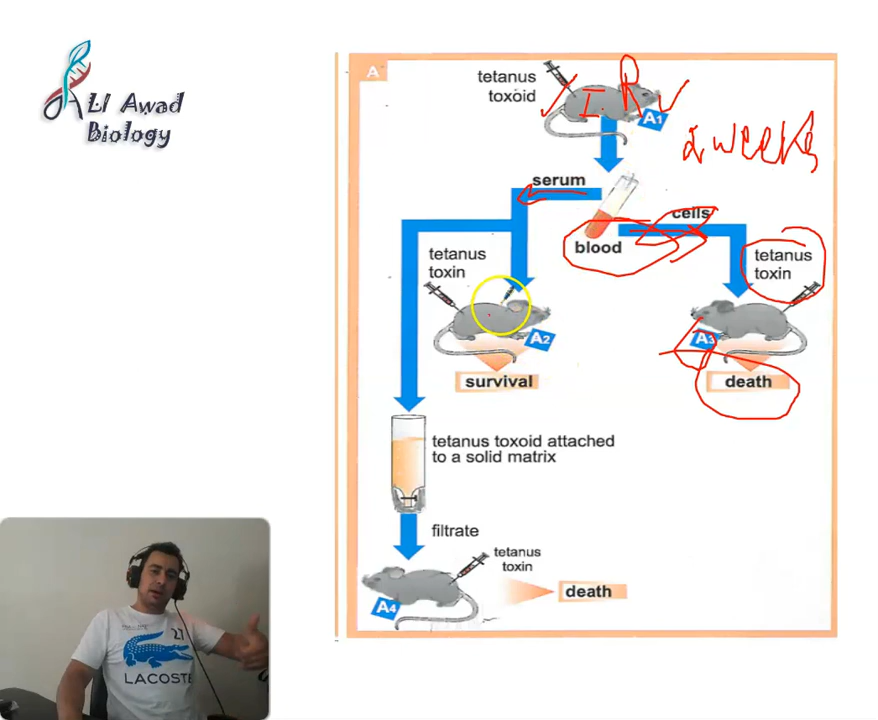 ALI Awad
Biology
A
tetanus
toxoid
I. R
A1
2 weeks
serum
cells
blood
tetanus
toxin
tetanus
toxin
A2
A3
survival
death
tetanus toxoid attached
to a solid matrix
filtrate
tetanus
toxin
A4
death
27
LACOSTE